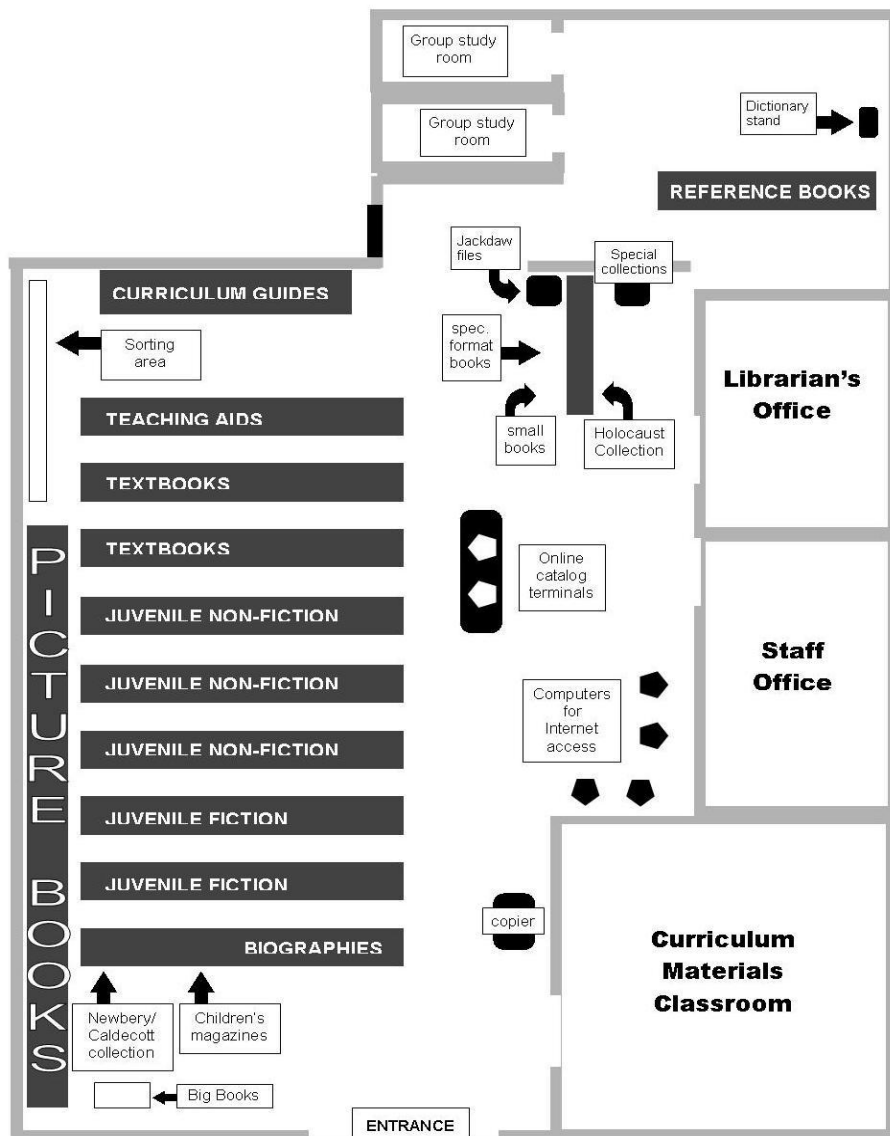 Group study
room
Group study
room
Dictionary
stand
REFERENCE BOOKS
Jackdaw
files
Special
collections
CURRICULUM GUIDES
Sorting
area
spec.
format
books
Librarian's
Office
TEACHING AIDS
small
books
Holocaust
Collection
TEXTBOOKS
TEXTBOOKS
Online
catalog
terminals
PICTURE BOOKS
JUVENILE NON-FICTION
Staff
Office
JUVENILE NON-FICTION
Computers
for
Internet
access
JUVENILE NON-FICTION
JUVENILE FICTION
JUVENILE FICTION
copier
BIOGRAPHIES
Curriculum
Materials
Classroom
Newbery/
Caldecott
collection
Children's
magazines
Big Books
ENTRANCE